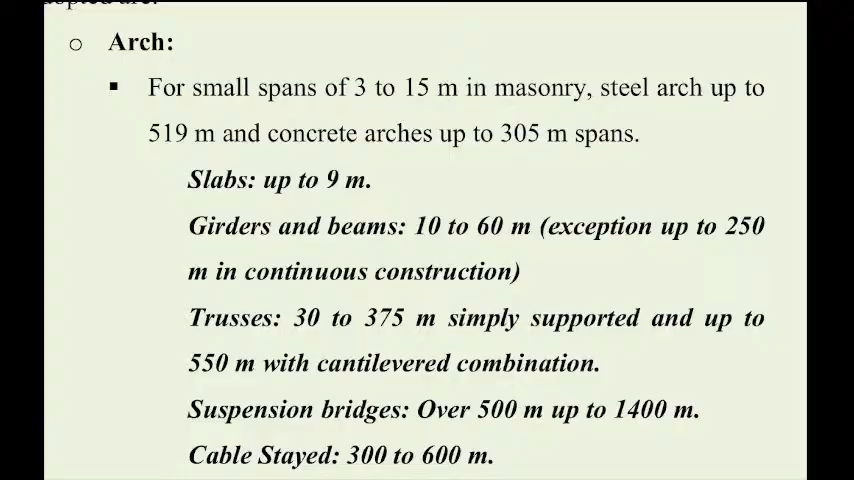 ○ Arch:
▪ For small spans of 3 to 15 m in masonry, steel arch up to
519 m and concrete arches up to 305 m spans.
Slabs: up to 9 m.
Girders and beams: 10 to 60 m (exception up to 250
m in continuous construction)
Trusses: 30 to 375 m simply supported and up to
550 m with cantilevered combination.
Suspension bridges: Over 500 m up to 1400 m.
Cable Stayed: 300 to 600 m.